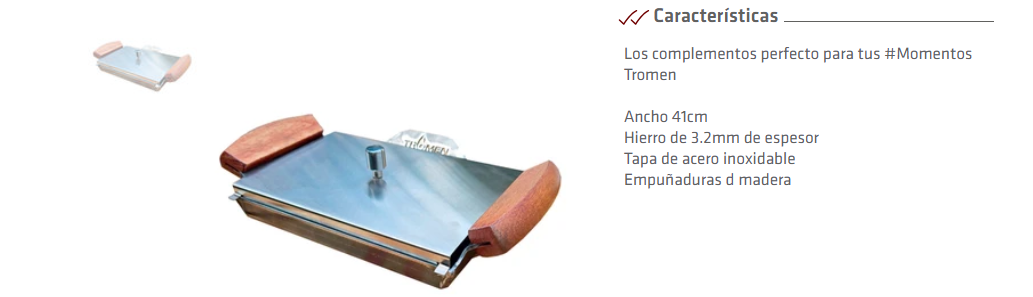 Características
Los complementos perfecto para tus #Momentos
Tromen
Ancho 41cm
Hierro de 3.2mm de espesor
Tapa de acero inoxidable
Empuñaduras d madera
TROMEN